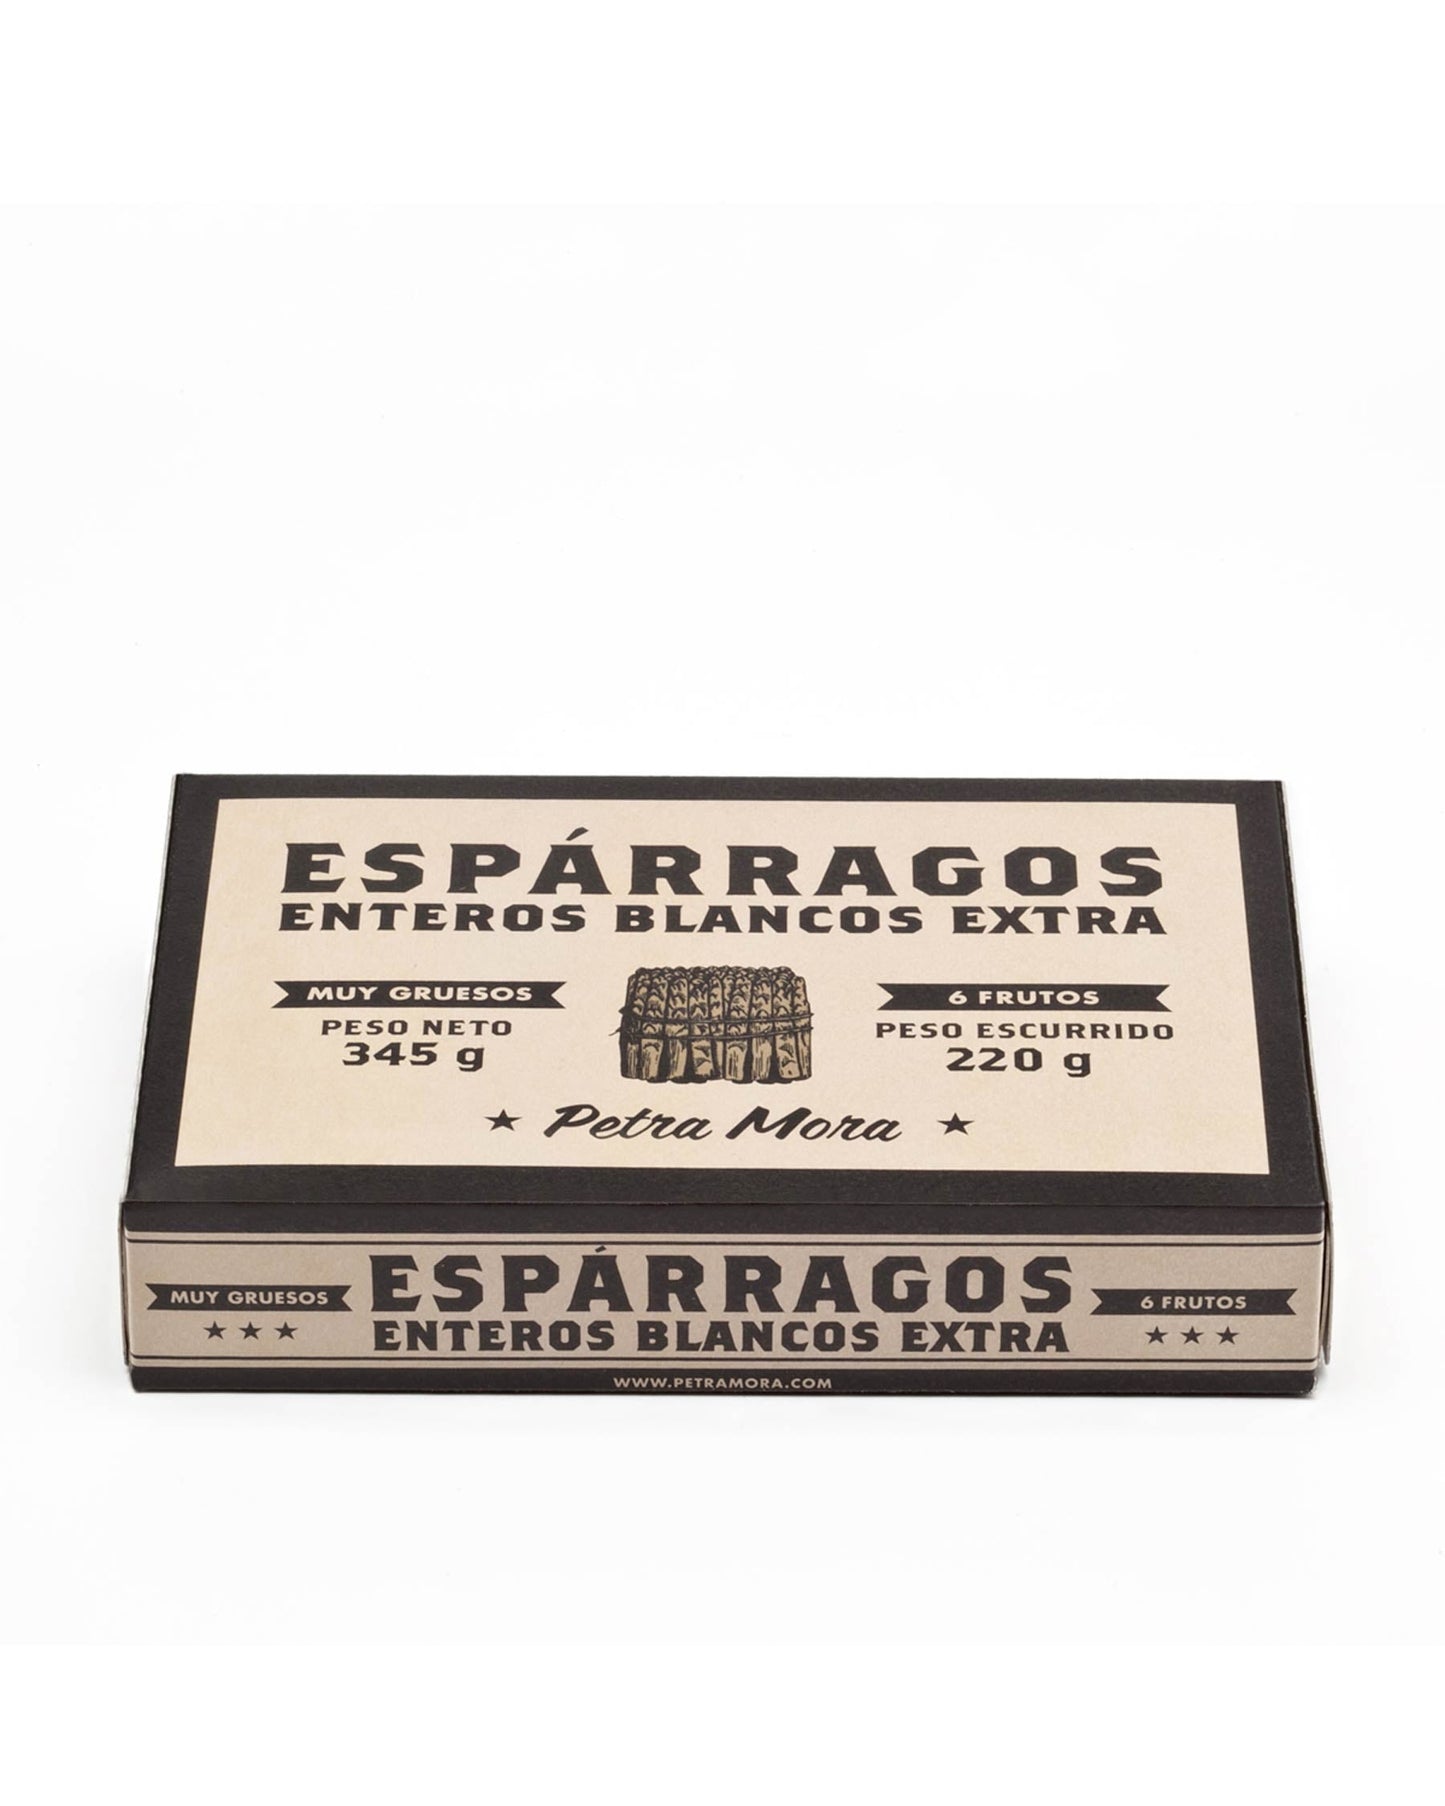 ESPÁRRAGOS
ENTEROS BLANCOS EXTRA
MUY GRUESOS
PESO NETO
345 g
6 FRUTOS
PESO ESCURRIDO
220 g
Petra Mora
MUY GRUESOS
ESPÁRRAGOS
ENTEROS BLANCOS EXTRA
6 FRUTOS
WWW.PETRAMORA.COM